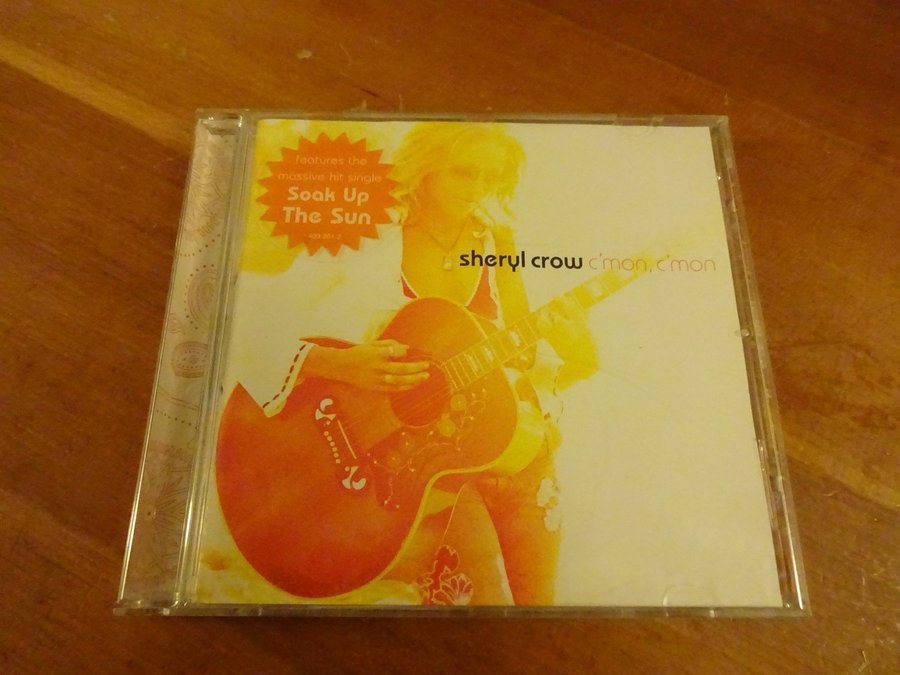 features the
massive hit single
Soak Up
The Sun
sheryl crow c'mon, c'mon